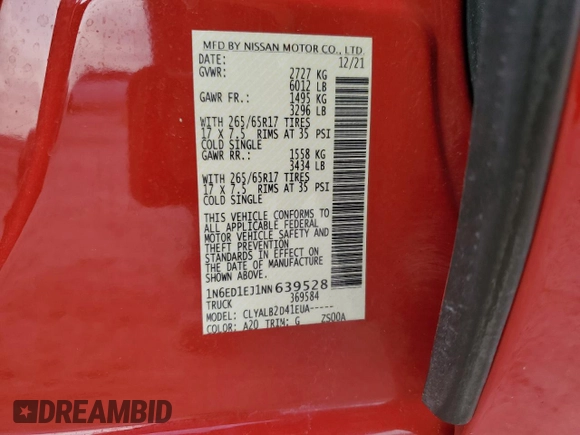 MFD BY NISSAN MOTOR CO., LTD.
DATE: 12/21
GVWR: 2727 KG
6012 LB
GAWR FR.: 1495 KG
3296 LB
WITH 265/65R17 TIRES
17 X 7.5 RIMS AT 35 PSI
COLD SINGLE
GAWR RR.: 1558 KG
3434 LB
WITH 265/65R17 TIRES
17 X 7.5 RIMS AT 35 PSI
COLD SINGLE
THIS VEHICLE CONFORMS TO
ALL APPLICABLE FEDERAL
MOTOR VEHICLE SAFETY AND
THEFT PREVENTION
STANDARDS IN EFFECT ON
THE DATE OF MANUFACTURE
SHOWN ABOVE.
1N6ED1EJ1NN639528
TRUCK 369584
MODEL: CLYALB2D41EUA-----
COLOR: A20 TRIM: G ZS00A
DREAMBID